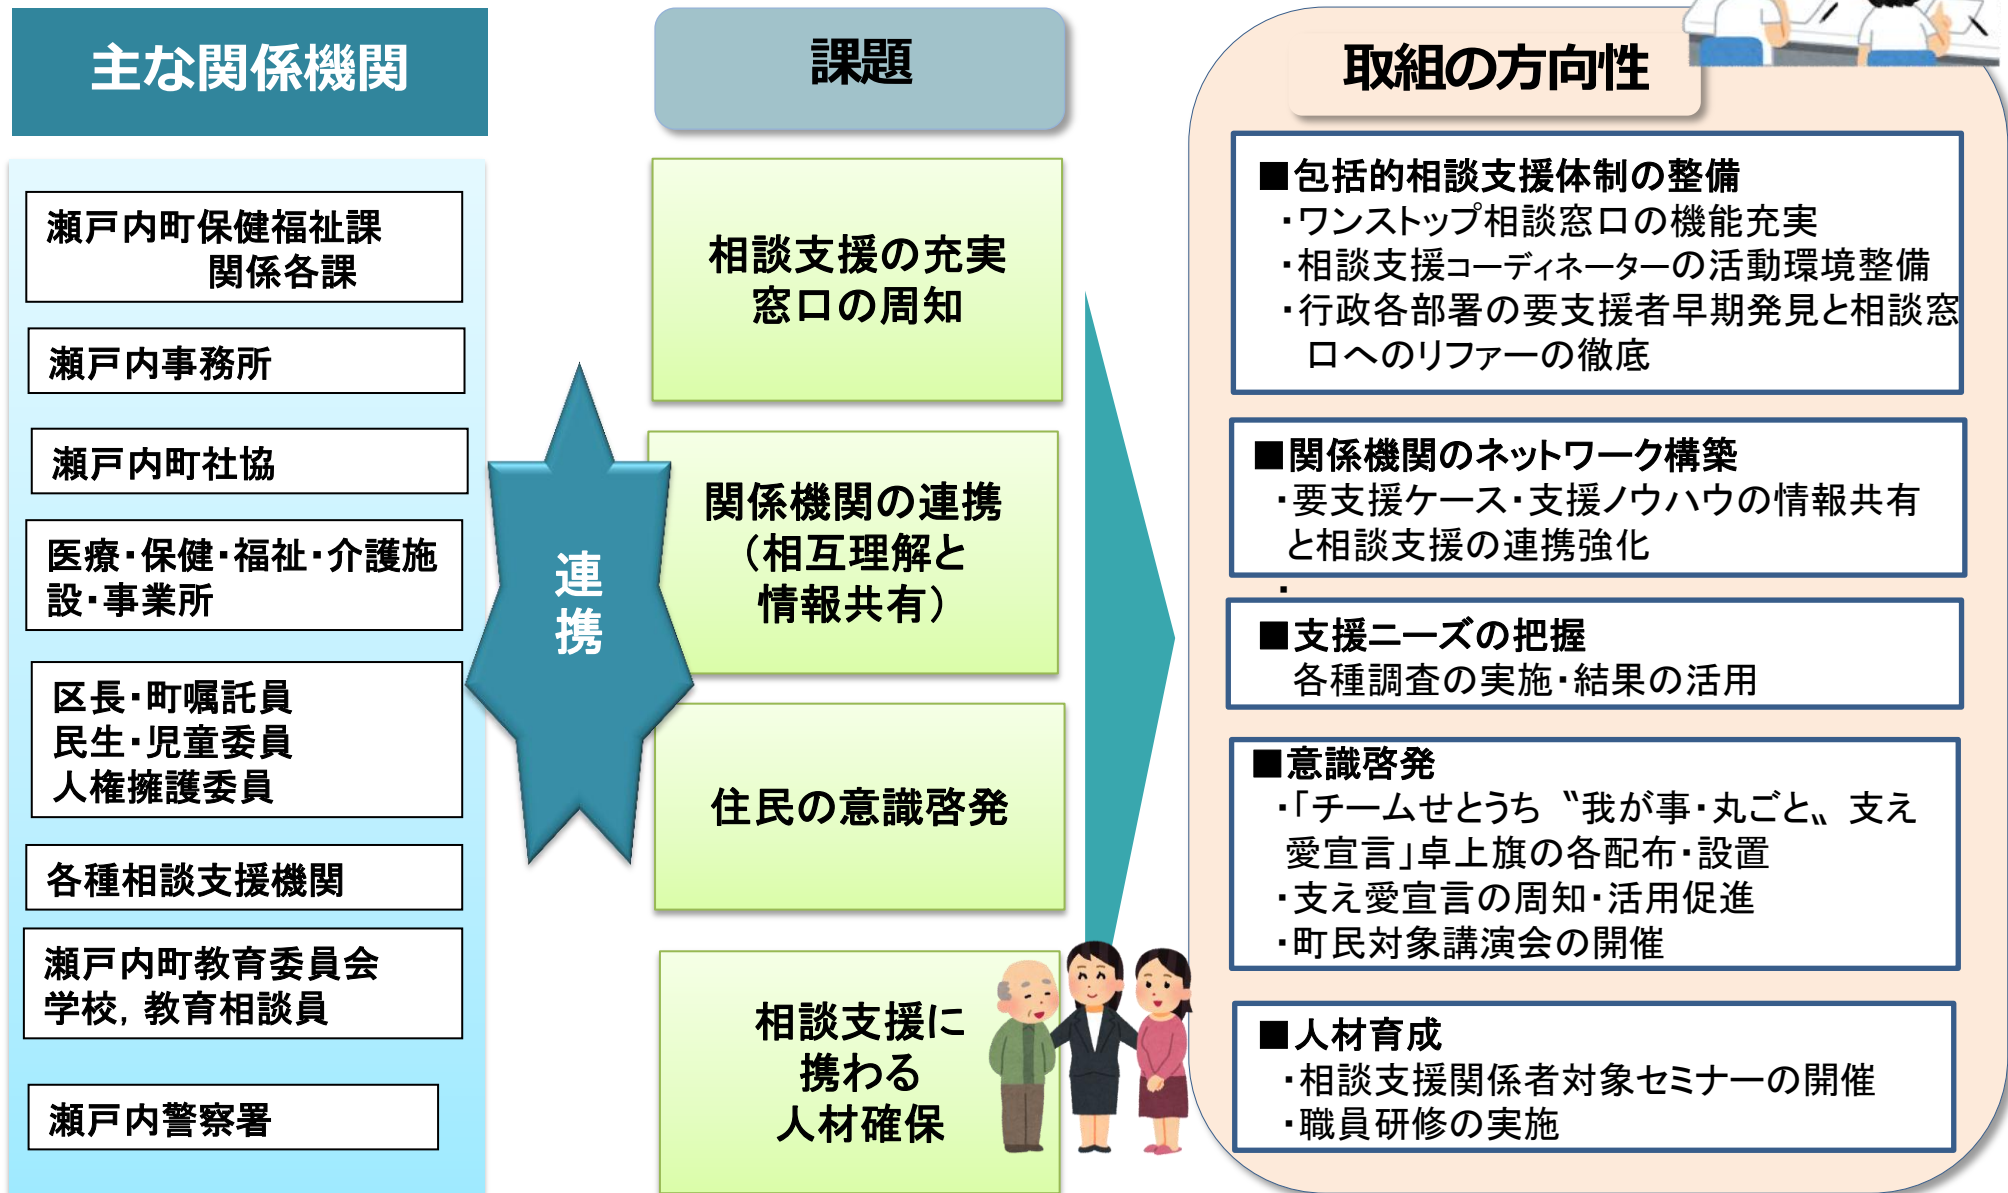 主な関係機関
瀬戸内町保健福祉課
関係各課
瀬戸内事務所
瀬戸内町社協
医療・保健・福祉・介護施
設・事業所
区長・町嘱託員
民生・児童委員
人権擁護委員
各種相談支援機関
瀬戸内町教育委員会
学校，教育相談員
瀬戸内警察署
連
携
課題
相談支援の充実
窓口の周知
関係機関の連携
（相互理解と
情報共有）
住民の意識啓発
相談支援に
携わる
人材確保
取組の方向性
■包括的相談支援体制の整備
・ワンストップ相談窓口の機能充実
・相談支援コーディネーターの活動環境整備
・行政各部署の要支援者早期発見と相談窓
口へのリファーの徹底
■関係機関のネットワーク構築
・要支援ケース・支援ノウハウの情報共有
と相談支援の連携強化
・
■支援ニーズの把握
各種調査の実施・結果の活用
■意識啓発
・「チームせとうち〝我が事・丸ごと〟支え
愛宣言」卓上旗の各配布・設置
・支え愛宣言の周知・活用促進
・町民対象講演会の開催
■人材育成
・相談支援関係者対象セミナーの開催
・職員研修の実施